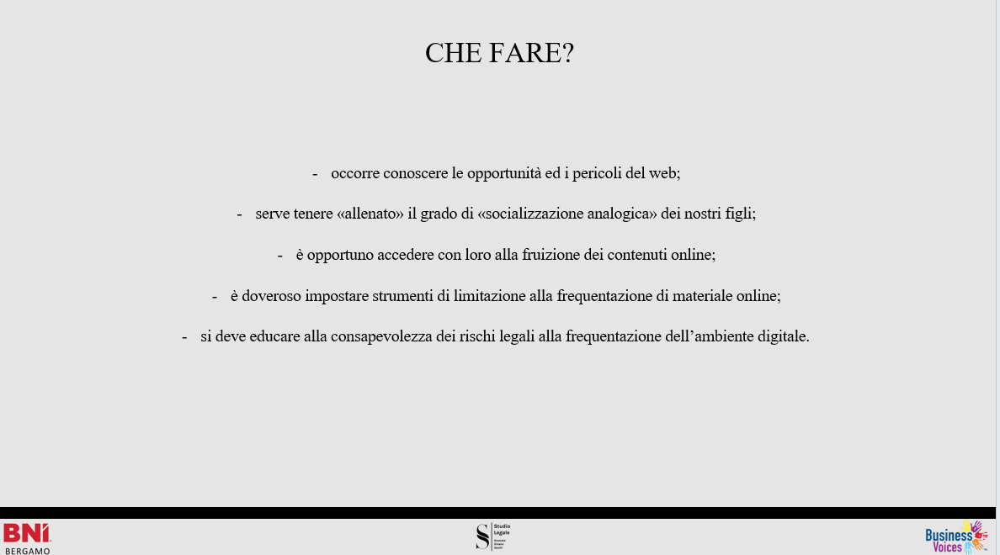 CHE FARE?
- occorre conoscere le opportunità ed i pericoli del web;
- serve tenere «allenato» il grado di «socializzazione analogica» dei nostri figli;
- è opportuno accedere con loro alla fruizione dei contenuti online;
- è doveroso impostare strumenti di limitazione alla frequentazione di materiale online;
- si deve educare alla consapevolezza dei rischi legali alla frequentazione dell’ambiente digitale.
BNI
BERGAMO
S
Studio
Legale
Business
Voices